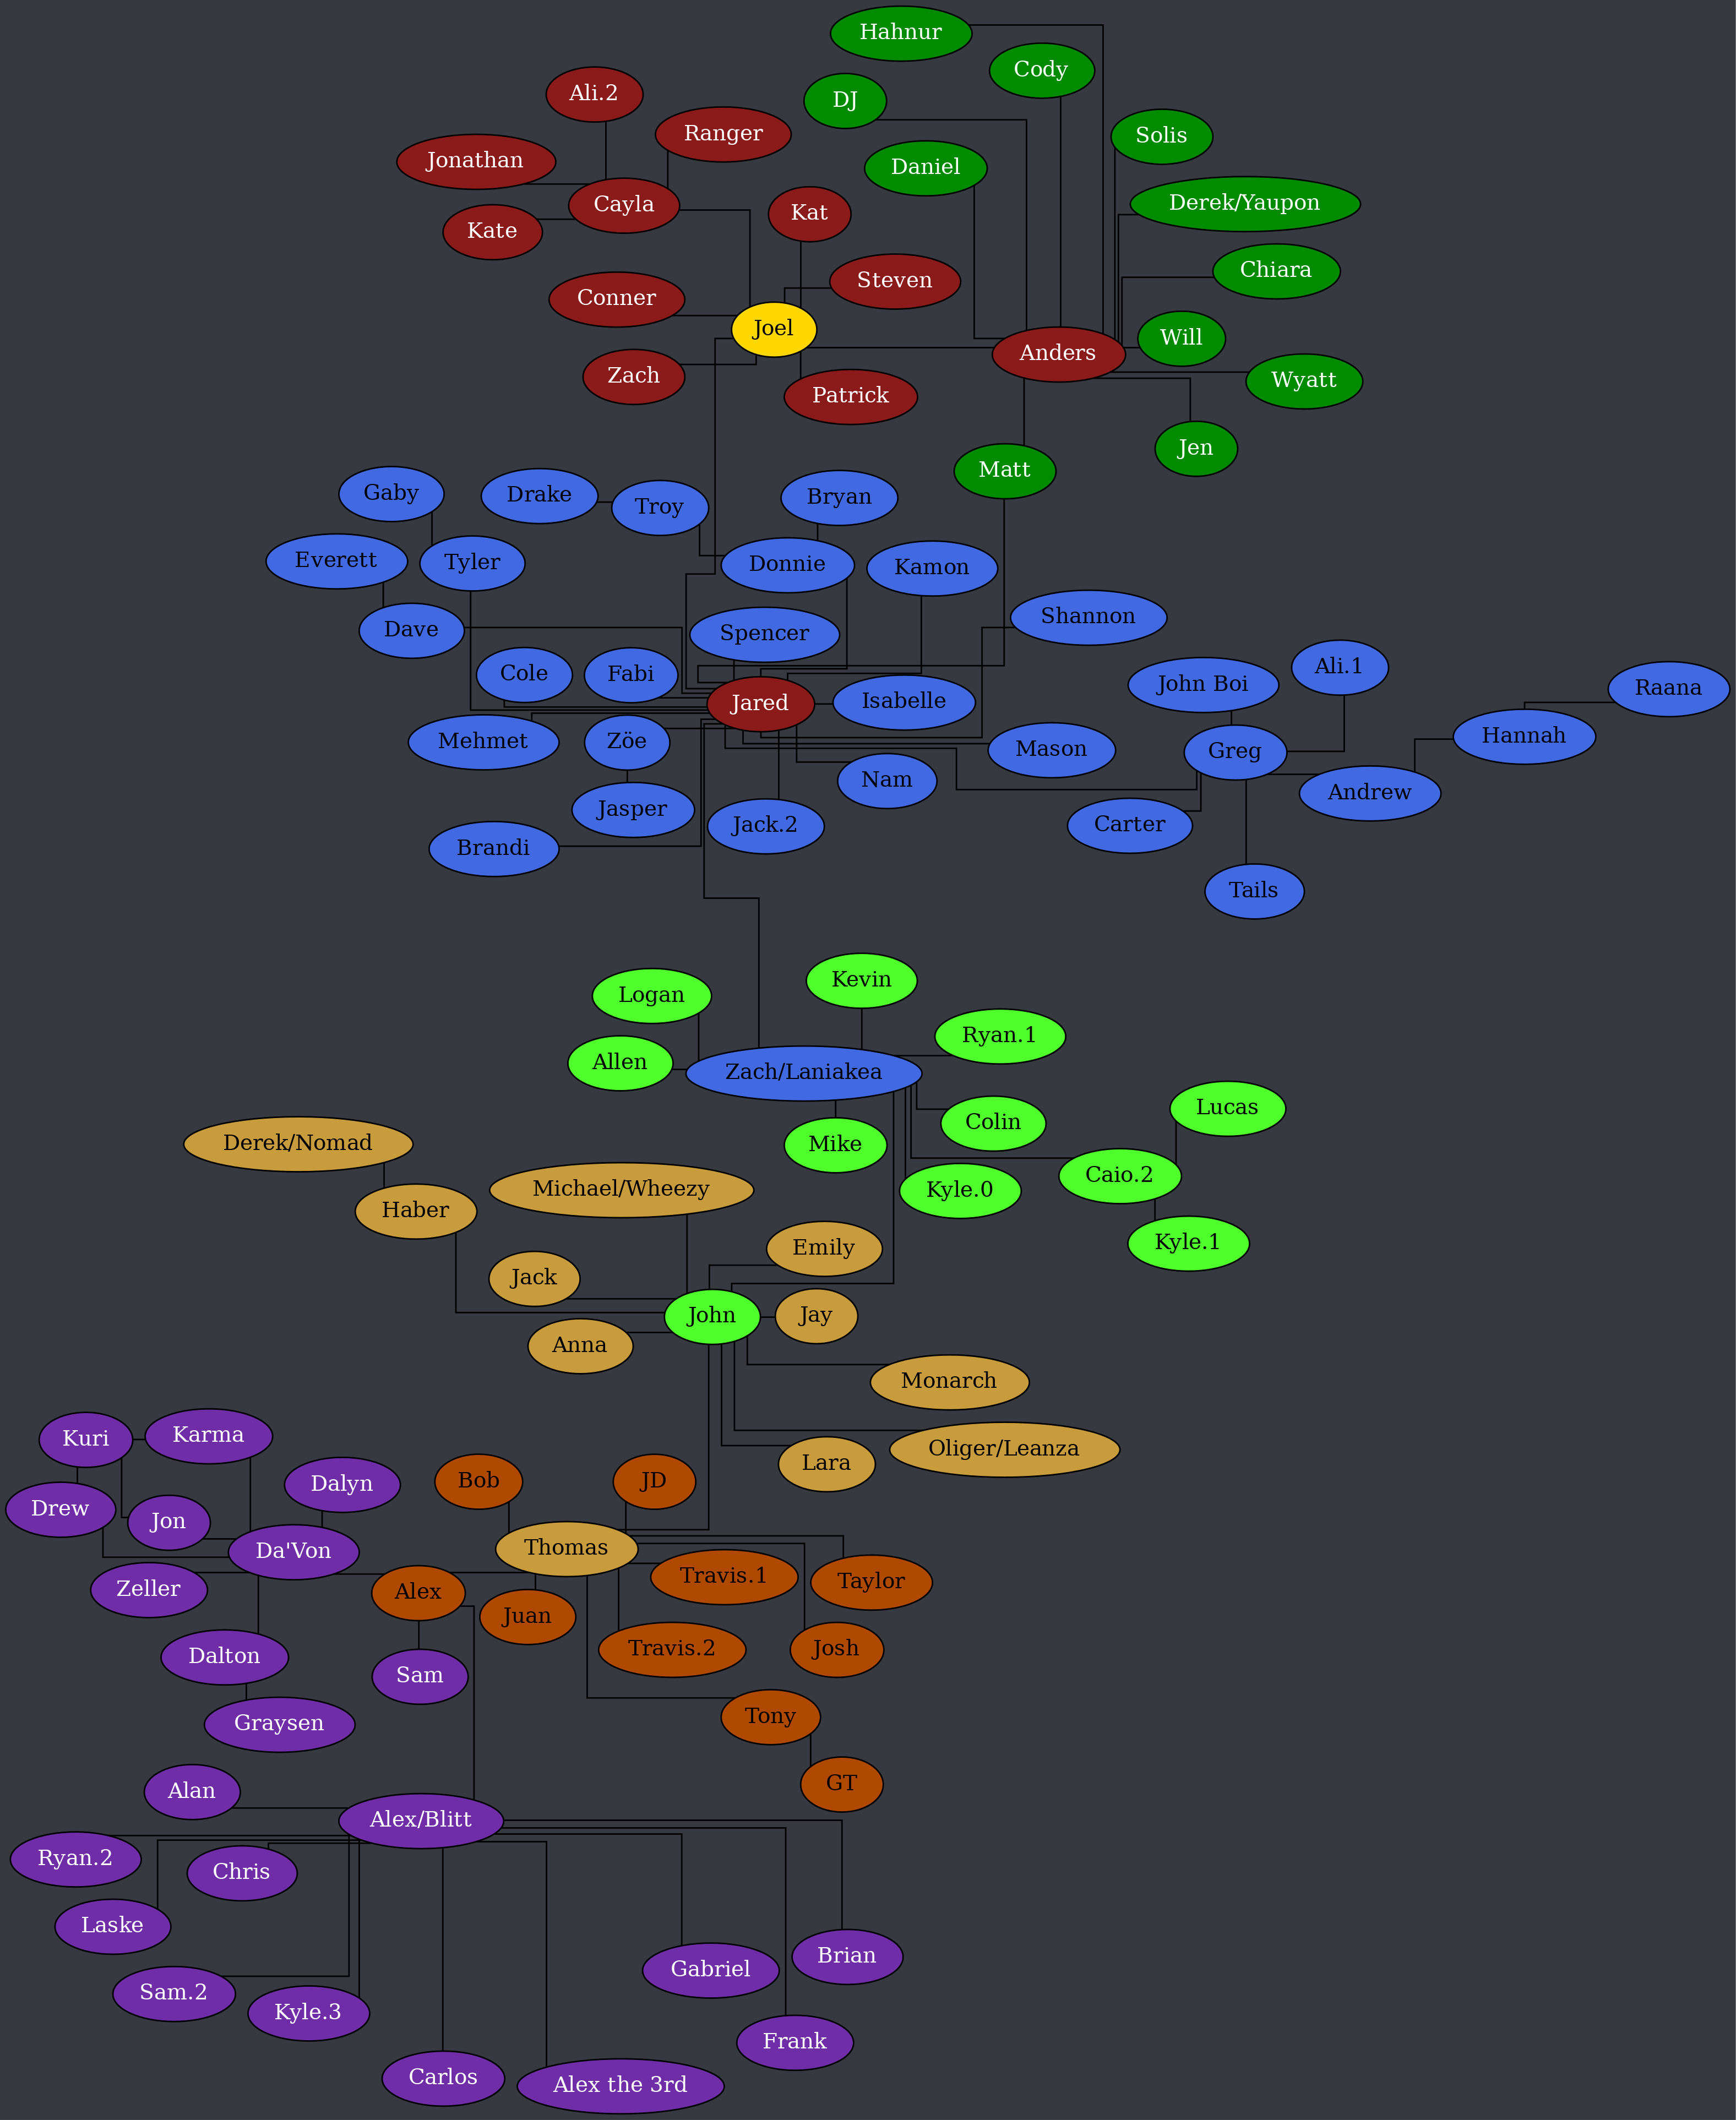 Hahnur
Cody
Ali.2
DJ
Ranger
Solis
Jonathan
Daniel
Cayla
Derek/Yaupon
Kat
Kate
Chiara
Steven
Conner
Joel
Will
Anders
Zach
Wyatt
Patrick
Jen
Matt
Gaby
Drake
Bryan
Troy
Everett
Tyler
Donnie
Kamon
Shannon
Dave
Spencer
Ali.1
Cole
Fabi
John Boi
Raana
Jared
Isabelle
Hannah
Mehmet
Zöe
Mason
Greg
Nam
Andrew
Jasper
Jack.2
Carter
Brandi
Tails
Kevin
Logan
Ryan.1
Allen
Zach/Laniakea
Lucas
Colin
Derek/Nomad
Mike
Caio.2
Michael/Wheezy
Kyle.0
Haber
Kyle.1
Emily
Jack
John
Jay
Anna
Monarch
Karma
Kuri
Oliger/Leanza
Lara
Bob
JD
Dalyn
Drew
Jon
Da'Von
Thomas
Travis.1
Taylor
Zeller
Alex
Juan
Travis.2
Josh
Dalton
Sam
Tony
Graysen
GT
Alan
Alex/Blitt
Ryan.2
Chris
Laske
Brian
Gabriel
Sam.2
Kyle.3
Frank
Carlos
Alex the 3rd